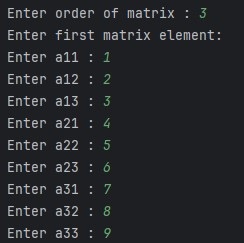 Enter order of matrix : 3
Enter first matrix element:
Enter a11 : 1
Enter a12 : 2
Enter a13 : 3
Enter a21 : 4
Enter a22 : 5
Enter a23 : 6
Enter a31 : 7
Enter a32 : 8
Enter a33 : 9